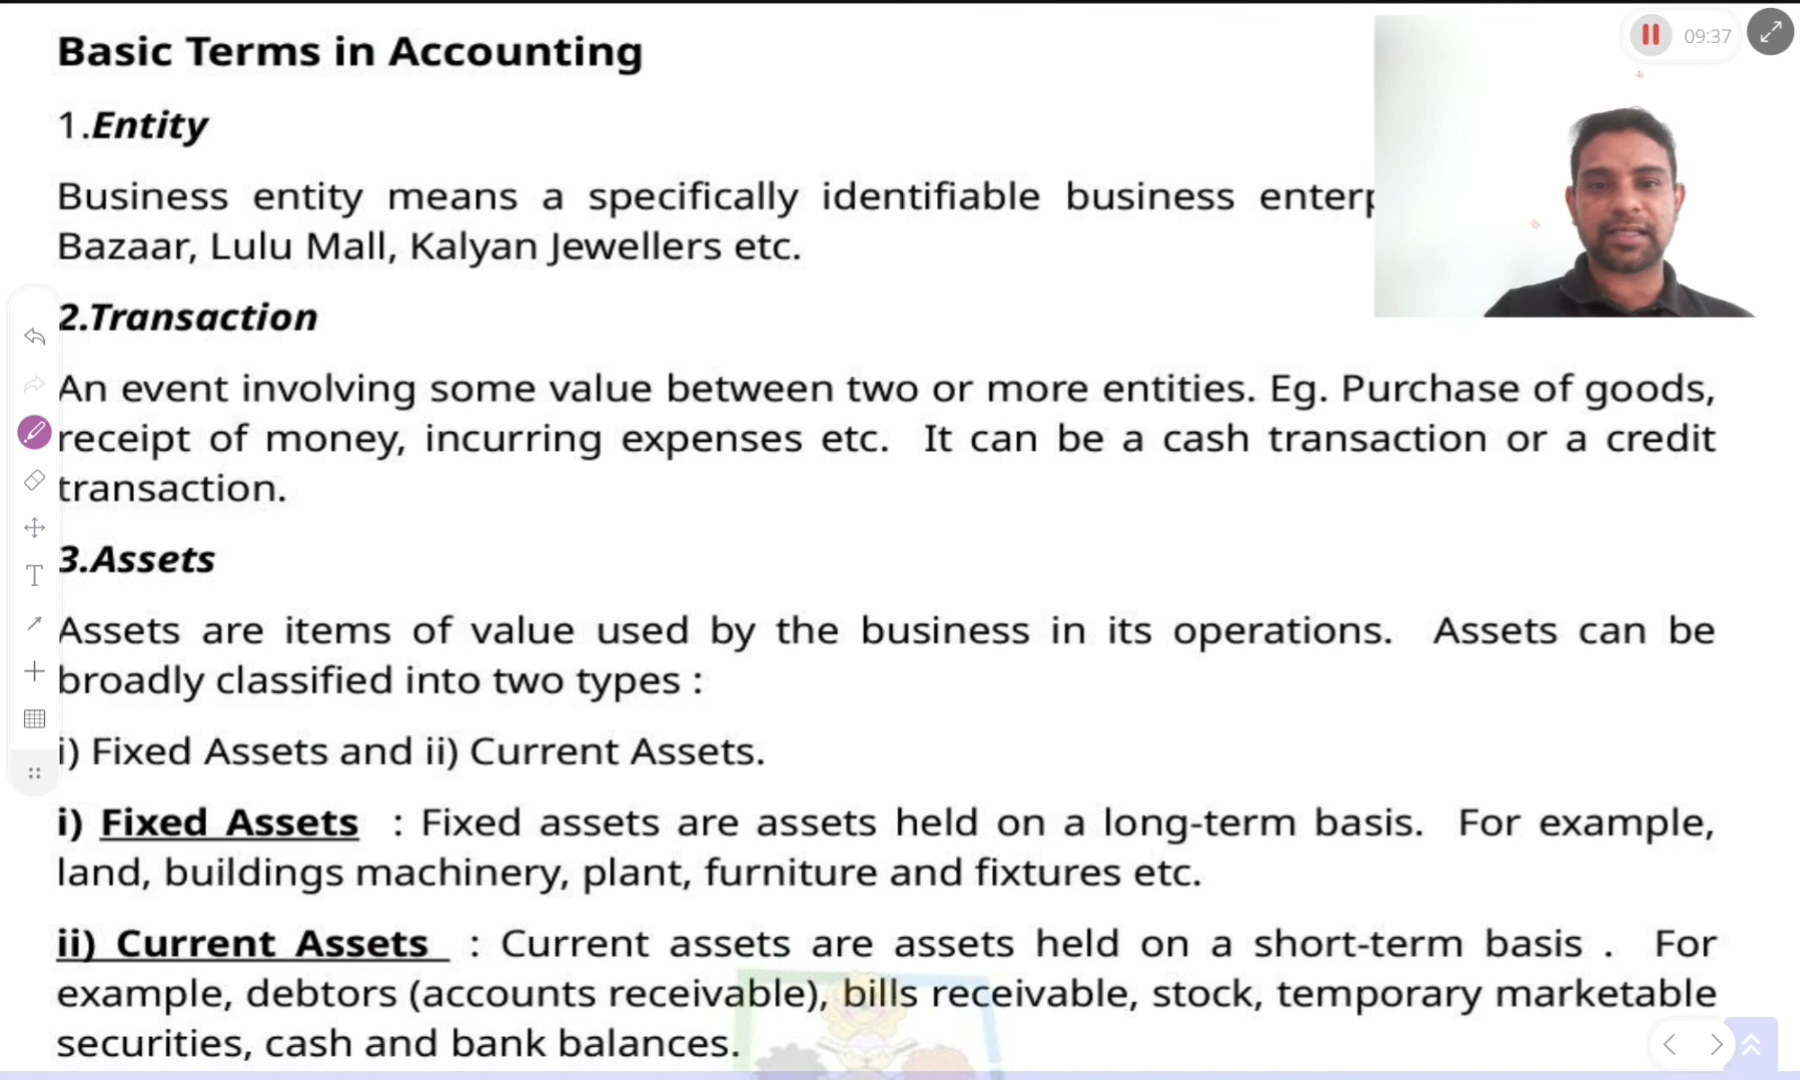 Basic Terms in Accounting
09:37
1.Entity
Business entity means a specifically identifiable business
Bazaar, Lulu Mall, Kalyan Jewellers etc.
2.Transaction
An event involving some value between two or more entities. Eg. Purchase of goods,
receipt of money, incurring expenses etc. It can be a cash transaction or a credit
transaction.
3.Assets
Assets are items of value used by the business in its operations. Assets can be
broadly classified into two types :
i) Fixed Assets and ii) Current Assets.
i) Fixed Assets : Fixed assets are assets held on a long-term basis. For example,
land, buildings machinery, plant, furniture and fixtures etc.
ii) Current Assets : Current assets are assets held on a short-term basis . For
example, debtors (accounts receivable), bills receivable, stock, temporary marketable
securities, cash and bank balances.